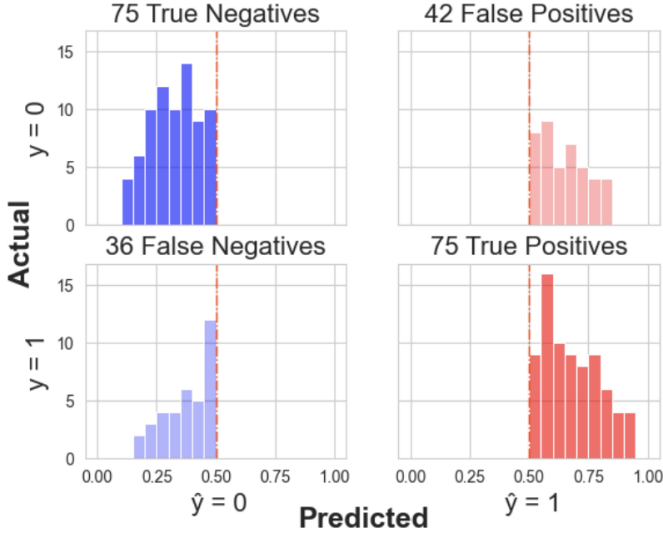 75 True Negatives
42 False Positives
15
10
5
0
y = 0
Actual
36 False Negatives
75 True Positives
15
10
5
0
y = 1
0.00 0.25 0.50 0.75 1.00
0.00 0.25 0.50 0.75 1.00
ŷ = 0
ŷ = 1
Predicted